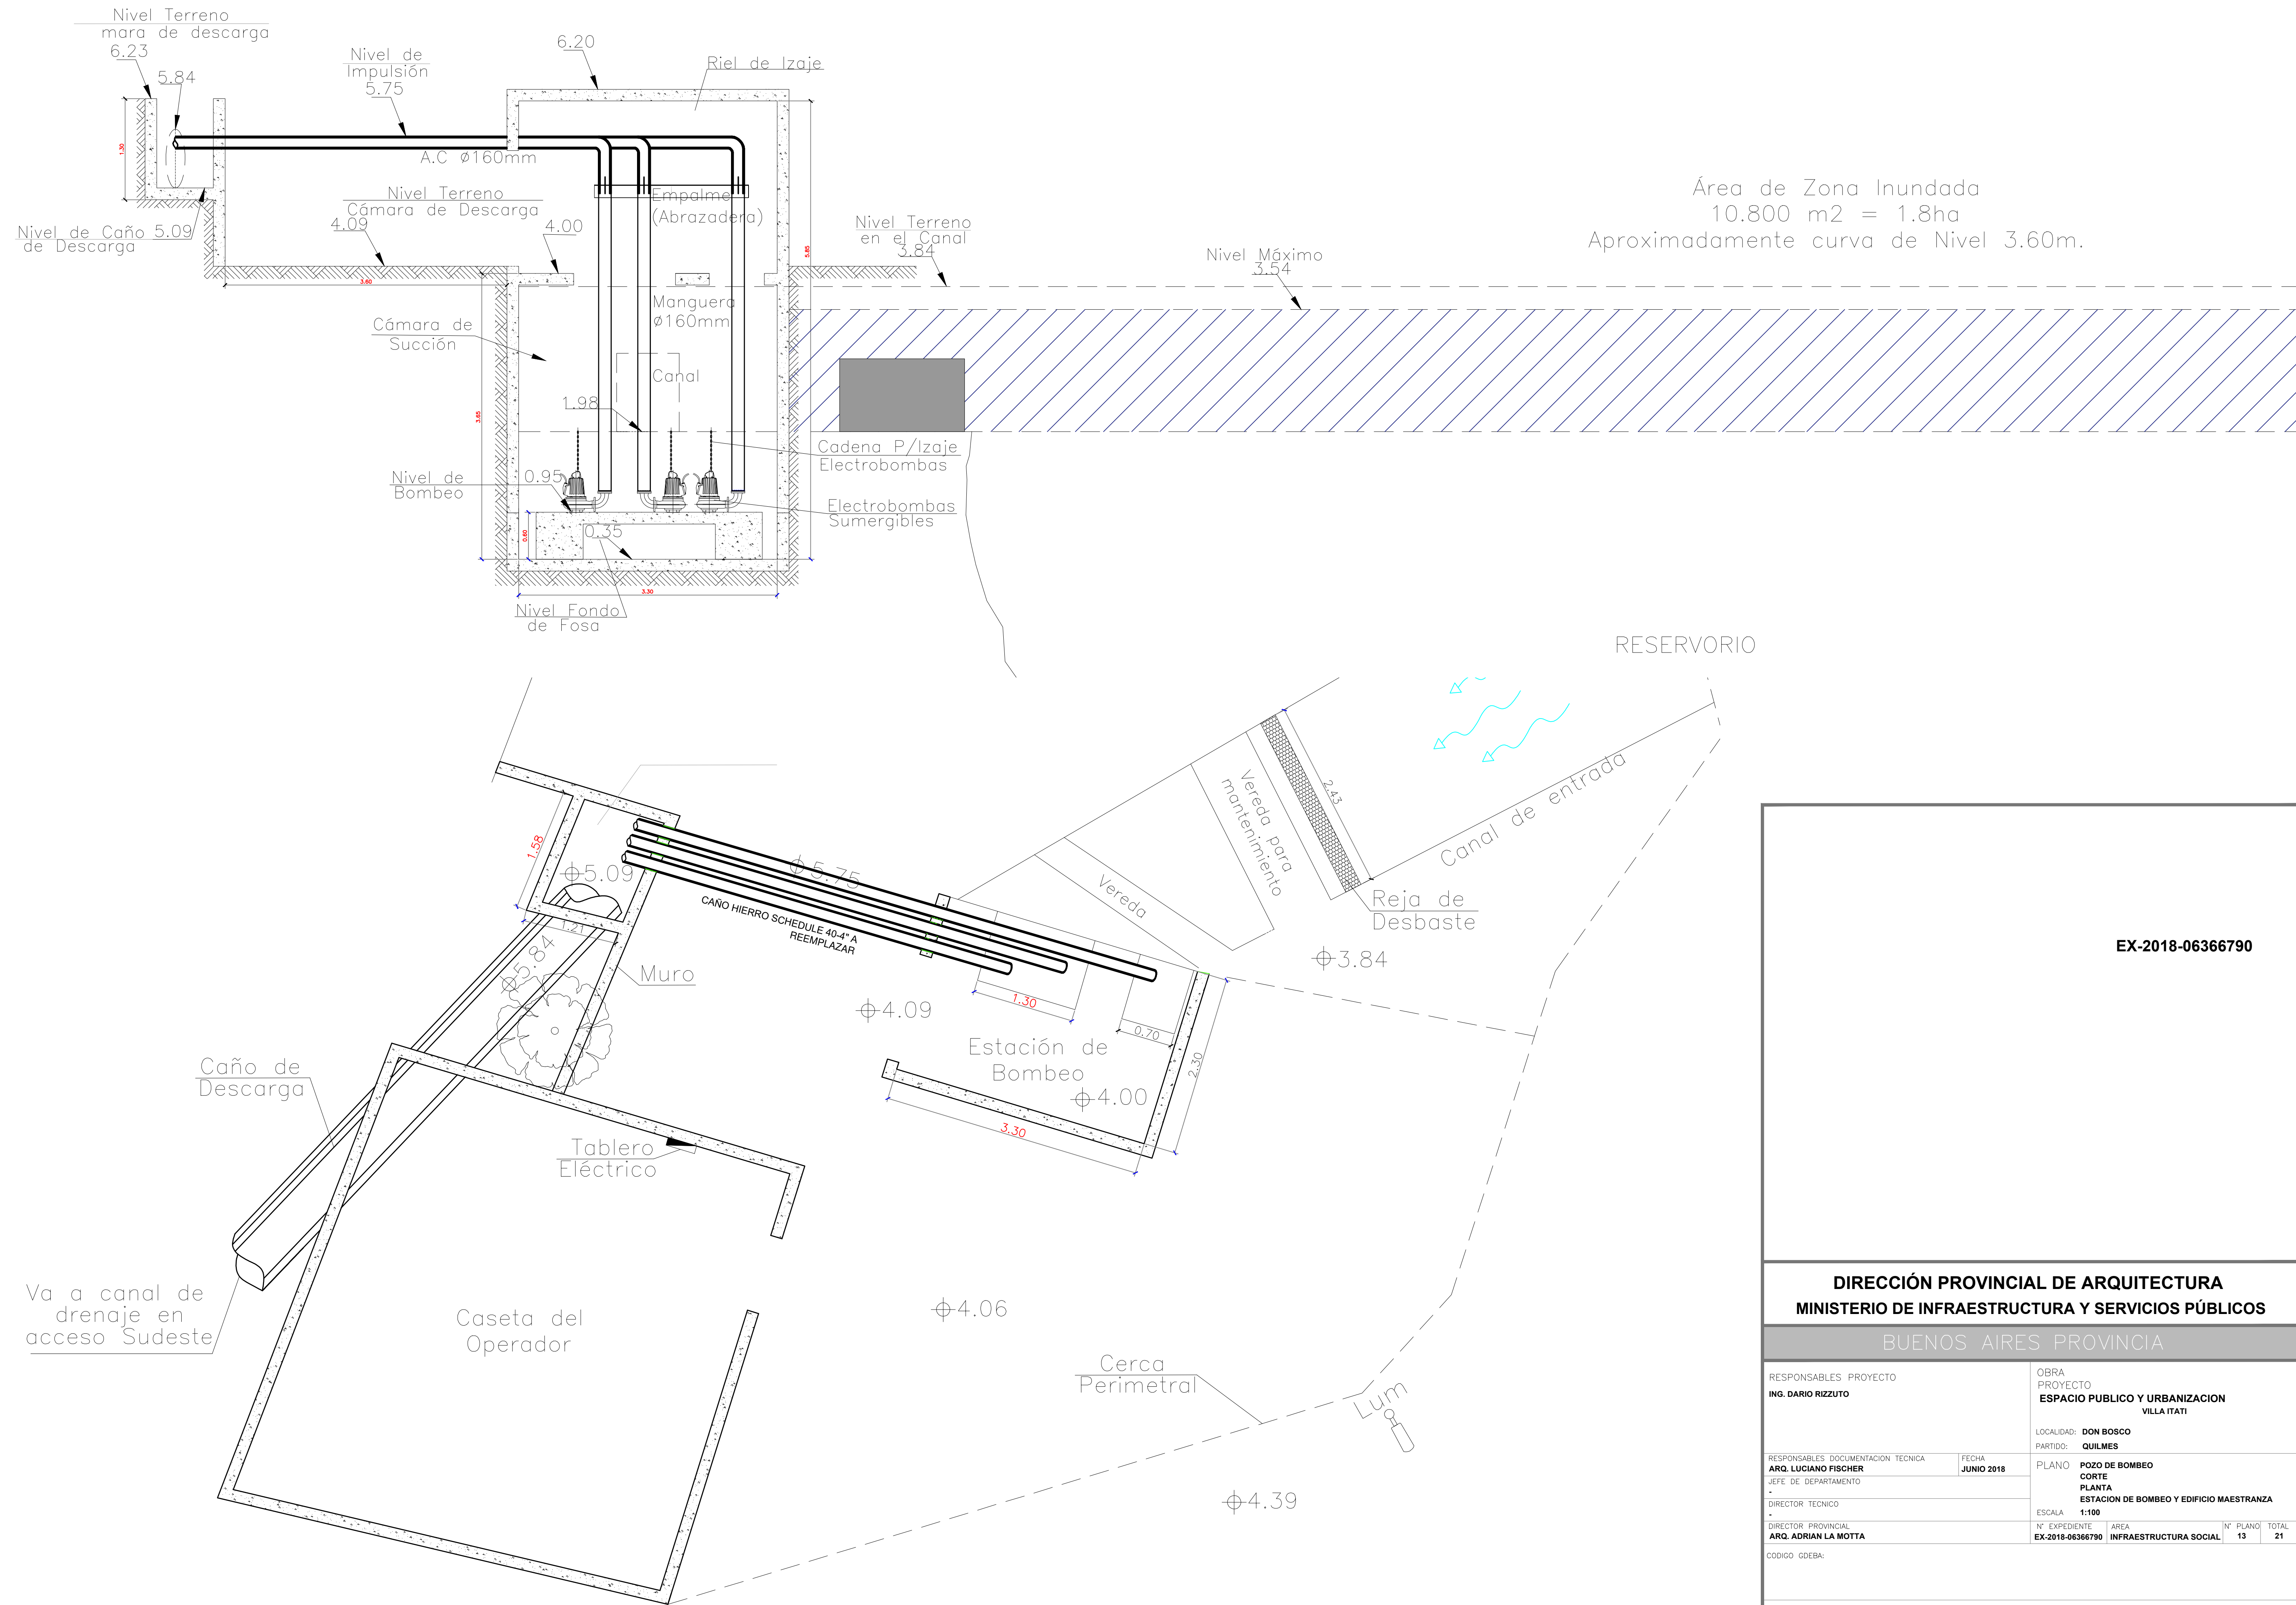 Nivel Terreno
mara de descarga
6.23
5.84
Nivel de
Impulsión
5.75
6.20
Riel de Izaje
1.30
A.C ø160mm
Nivel Terreno
Cámara de Descarga
4.09
4.00
Empalme
(Abrazadera)
Nivel de Caño 5.09
de Descarga
Nivel Terreno
en el Canal
3.84
Nivel Máximo
3.54
Área de Zona Inundada
10.800 m2 = 1.8ha
Aproximadamente curva de Nivel 3.60m.
5.85
3.60
Manguera
ø160mm
Cámara de
Succión
Canal
1.98
3.65
Cadena P/Izaje
Electrobombas
Nivel de
Bombeo
0.95
Electrobombas
Sumergibles
0.60
0.35
3.30
Nivel Fondo
de Fosa
RESERVORIO
2.43
Canal de entrada
Vereda para
mantenimiento
Vereda
Reja de
Desbaste
3.84
1.58
5.09
5.75
CAÑO HIERRO SCHEDULE 40-4" A
REEMPLAZAR
1.21
5.84
Muro
4.09
1.30
0.70
2.30
Estación de
Bombeo
4.00
3.30
Caño de
Descarga
Tablero
Eléctrico
Va a canal de
drenaje en
acceso Sudeste
Caseta del
Operador
4.06
Cerca
Perimetral
Lum
4.39
EX-2018-06366790
DIRECCIÓN PROVINCIAL DE ARQUITECTURA
MINISTERIO DE INFRAESTRUCTURA Y SERVICIOS PÚBLICOS
BUENOS AIRES PROVINCIA
RESPONSABLES PROYECTO
ING. DARIO RIZZUTO
OBRA
PROYECTO
ESPACIO PUBLICO Y URBANIZACION
VILLA ITATI
LOCALIDAD: DON BOSCO
PARTIDO: QUILMES
RESPONSABLES DOCUMENTACION TECNICA
ARQ. LUCIANO FISCHER
FECHA
JUNIO 2018
JEFE DE DEPARTAMENTO
-
DIRECTOR TECNICO
-
DIRECTOR PROVINCIAL
ARQ. ADRIAN LA MOTTA
PLANO POZO DE BOMBEO
CORTE
PLANTA
ESTACION DE BOMBEO Y EDIFICIO MAESTRANZA
ESCALA 1:100
N° EXPEDIENTE
EX-2018-06366790
AREA
INFRAESTRUCTURA SOCIAL
N° PLANO
13
TOTAL
21
CODIGO GDEBA: